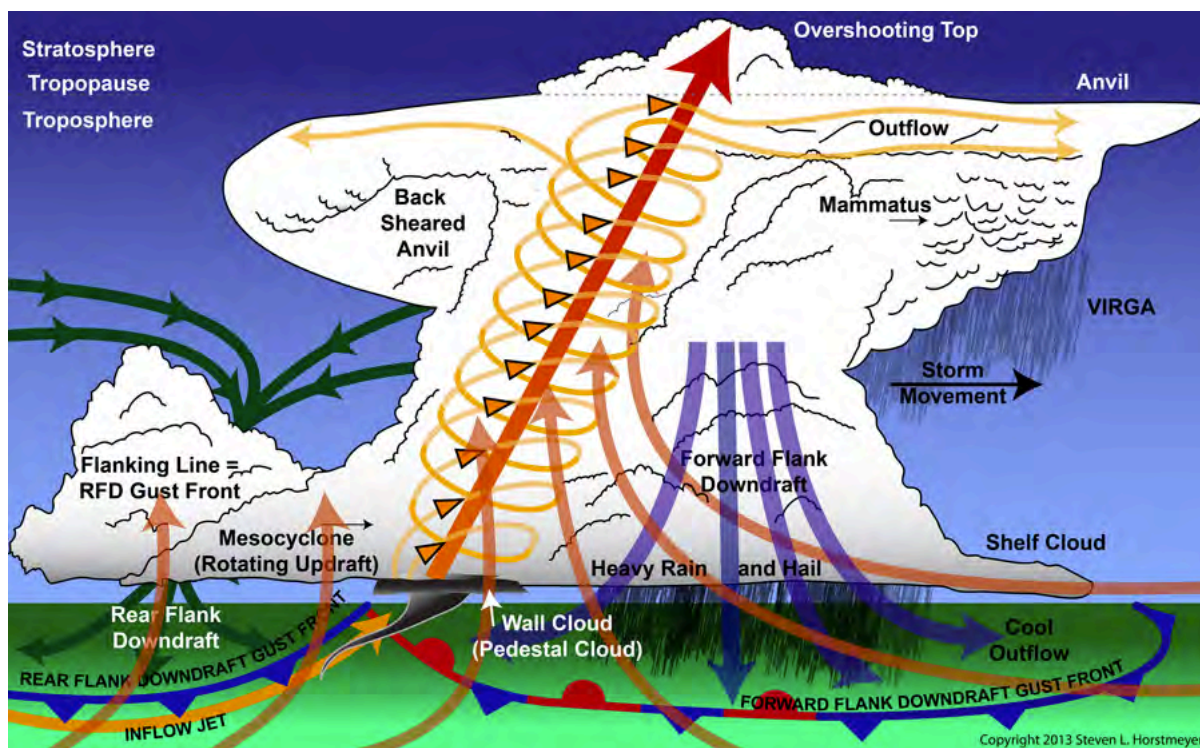 Stratosphere
Tropopause
Troposphere
Overshooting Top
Anvil
Outflow
Back
Sheared
Anvil
Mammatus
VIRGA
Storm
Movement
Flanking Line =
RFD Gust Front
Forward Flank
Downdraft
Mesocyclone
(Rotating Updraft)
Shelf Cloud
Heavy Rain and Hail
Rear Flank
Downdraft
Wall Cloud
(Pedestal Cloud)
Cool
Outflow
REAR FLANK DOWNDRAFT GUST FRONT
INFLOW JET
FORWARD FLANK DOWNDRAFT GUST FRONT
Copyright 2013 Steven L. Horstmeyer